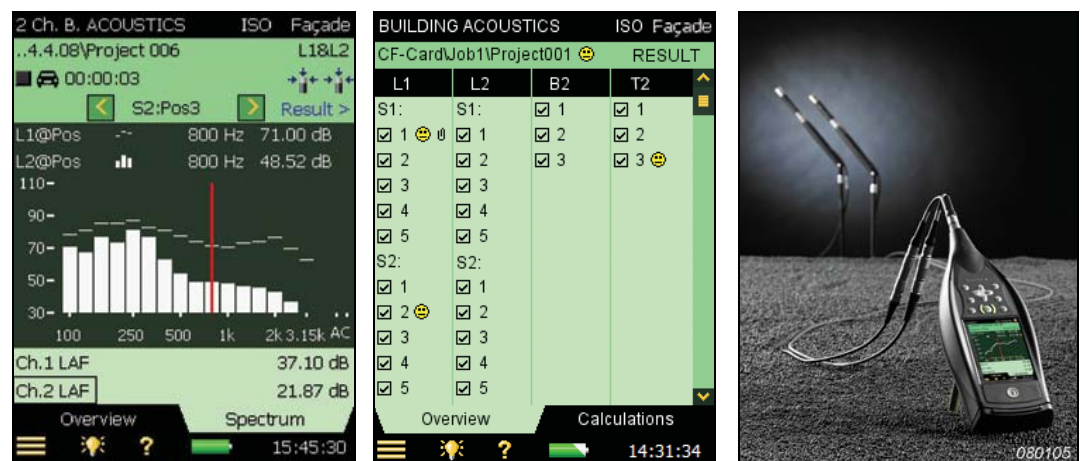 2 Ch. B. ACOUSTICS ISO Façade
..4.4.08\Project 006 L1&L2
00:00:03
< S2:Pos3 > Result >
L1@Pos 800 Hz 71.00 dB
L2@Pos 800 Hz 48.52 dB
110
90
70
50
30
100 250 500 1k 2k 3.15k AC
Ch.1 LAF 37.10 dB
Ch.2 LAF 21.87 dB
Overview Spectrum
? 15:45:30
BUILDING ACOUSTICS ISO Façade
CF-Card\Job1\Project001 RESULT
L1 L2 B2 T2
S1: S1: 1 1
1 1 2 2
2 2 3 3
3 3
4 4
5 5
S2: S2:
1 1
2 2
3 3
4 4
5 5
Overview Calculations
? 14:31:34
080105